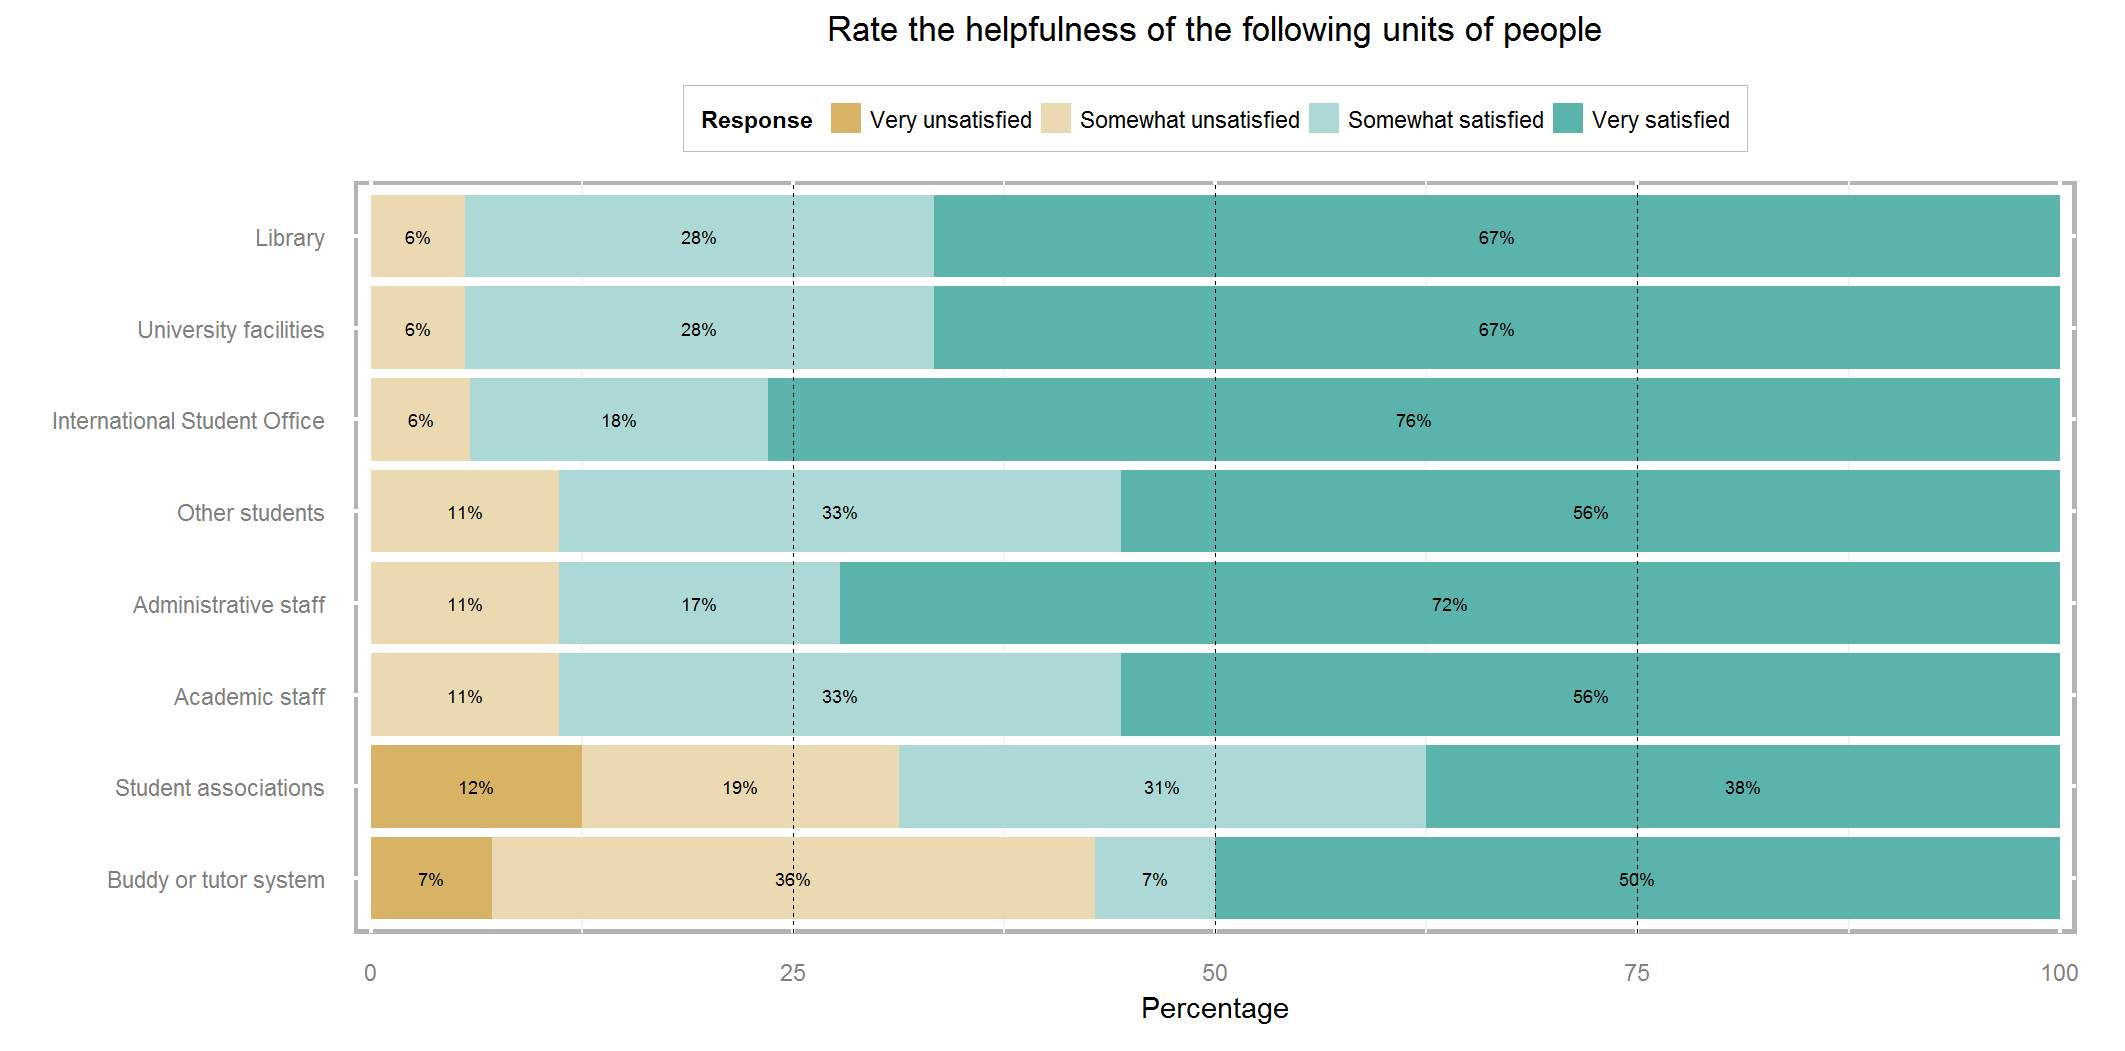 Rate the helpfulness of the following units of people
Response Very unsatisfied Somewhat unsatisfied Somewhat satisfied Very satisfied
Library 6% 28% 67%
University facilities 6% 28% 67%
International Student Office 6% 18% 76%
Other students 11% 33% 56%
Administrative staff 11% 17% 72%
Academic staff 11% 33% 56%
Student associations 12% 19% 31% 38%
Buddy or tutor system 7% 36% 7% 50%
0 25 50 75 100
Percentage